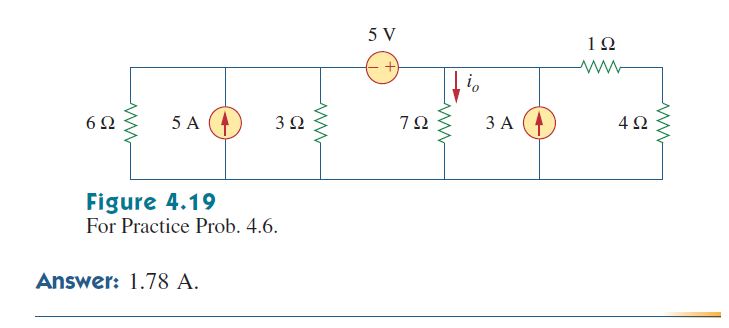 5 V
1 Ω
− +
i₀
6 Ω 5 A 3 Ω 7 Ω 3 A 4 Ω
Figure 4.19
For Practice Prob. 4.6.
Answer: 1.78 A.